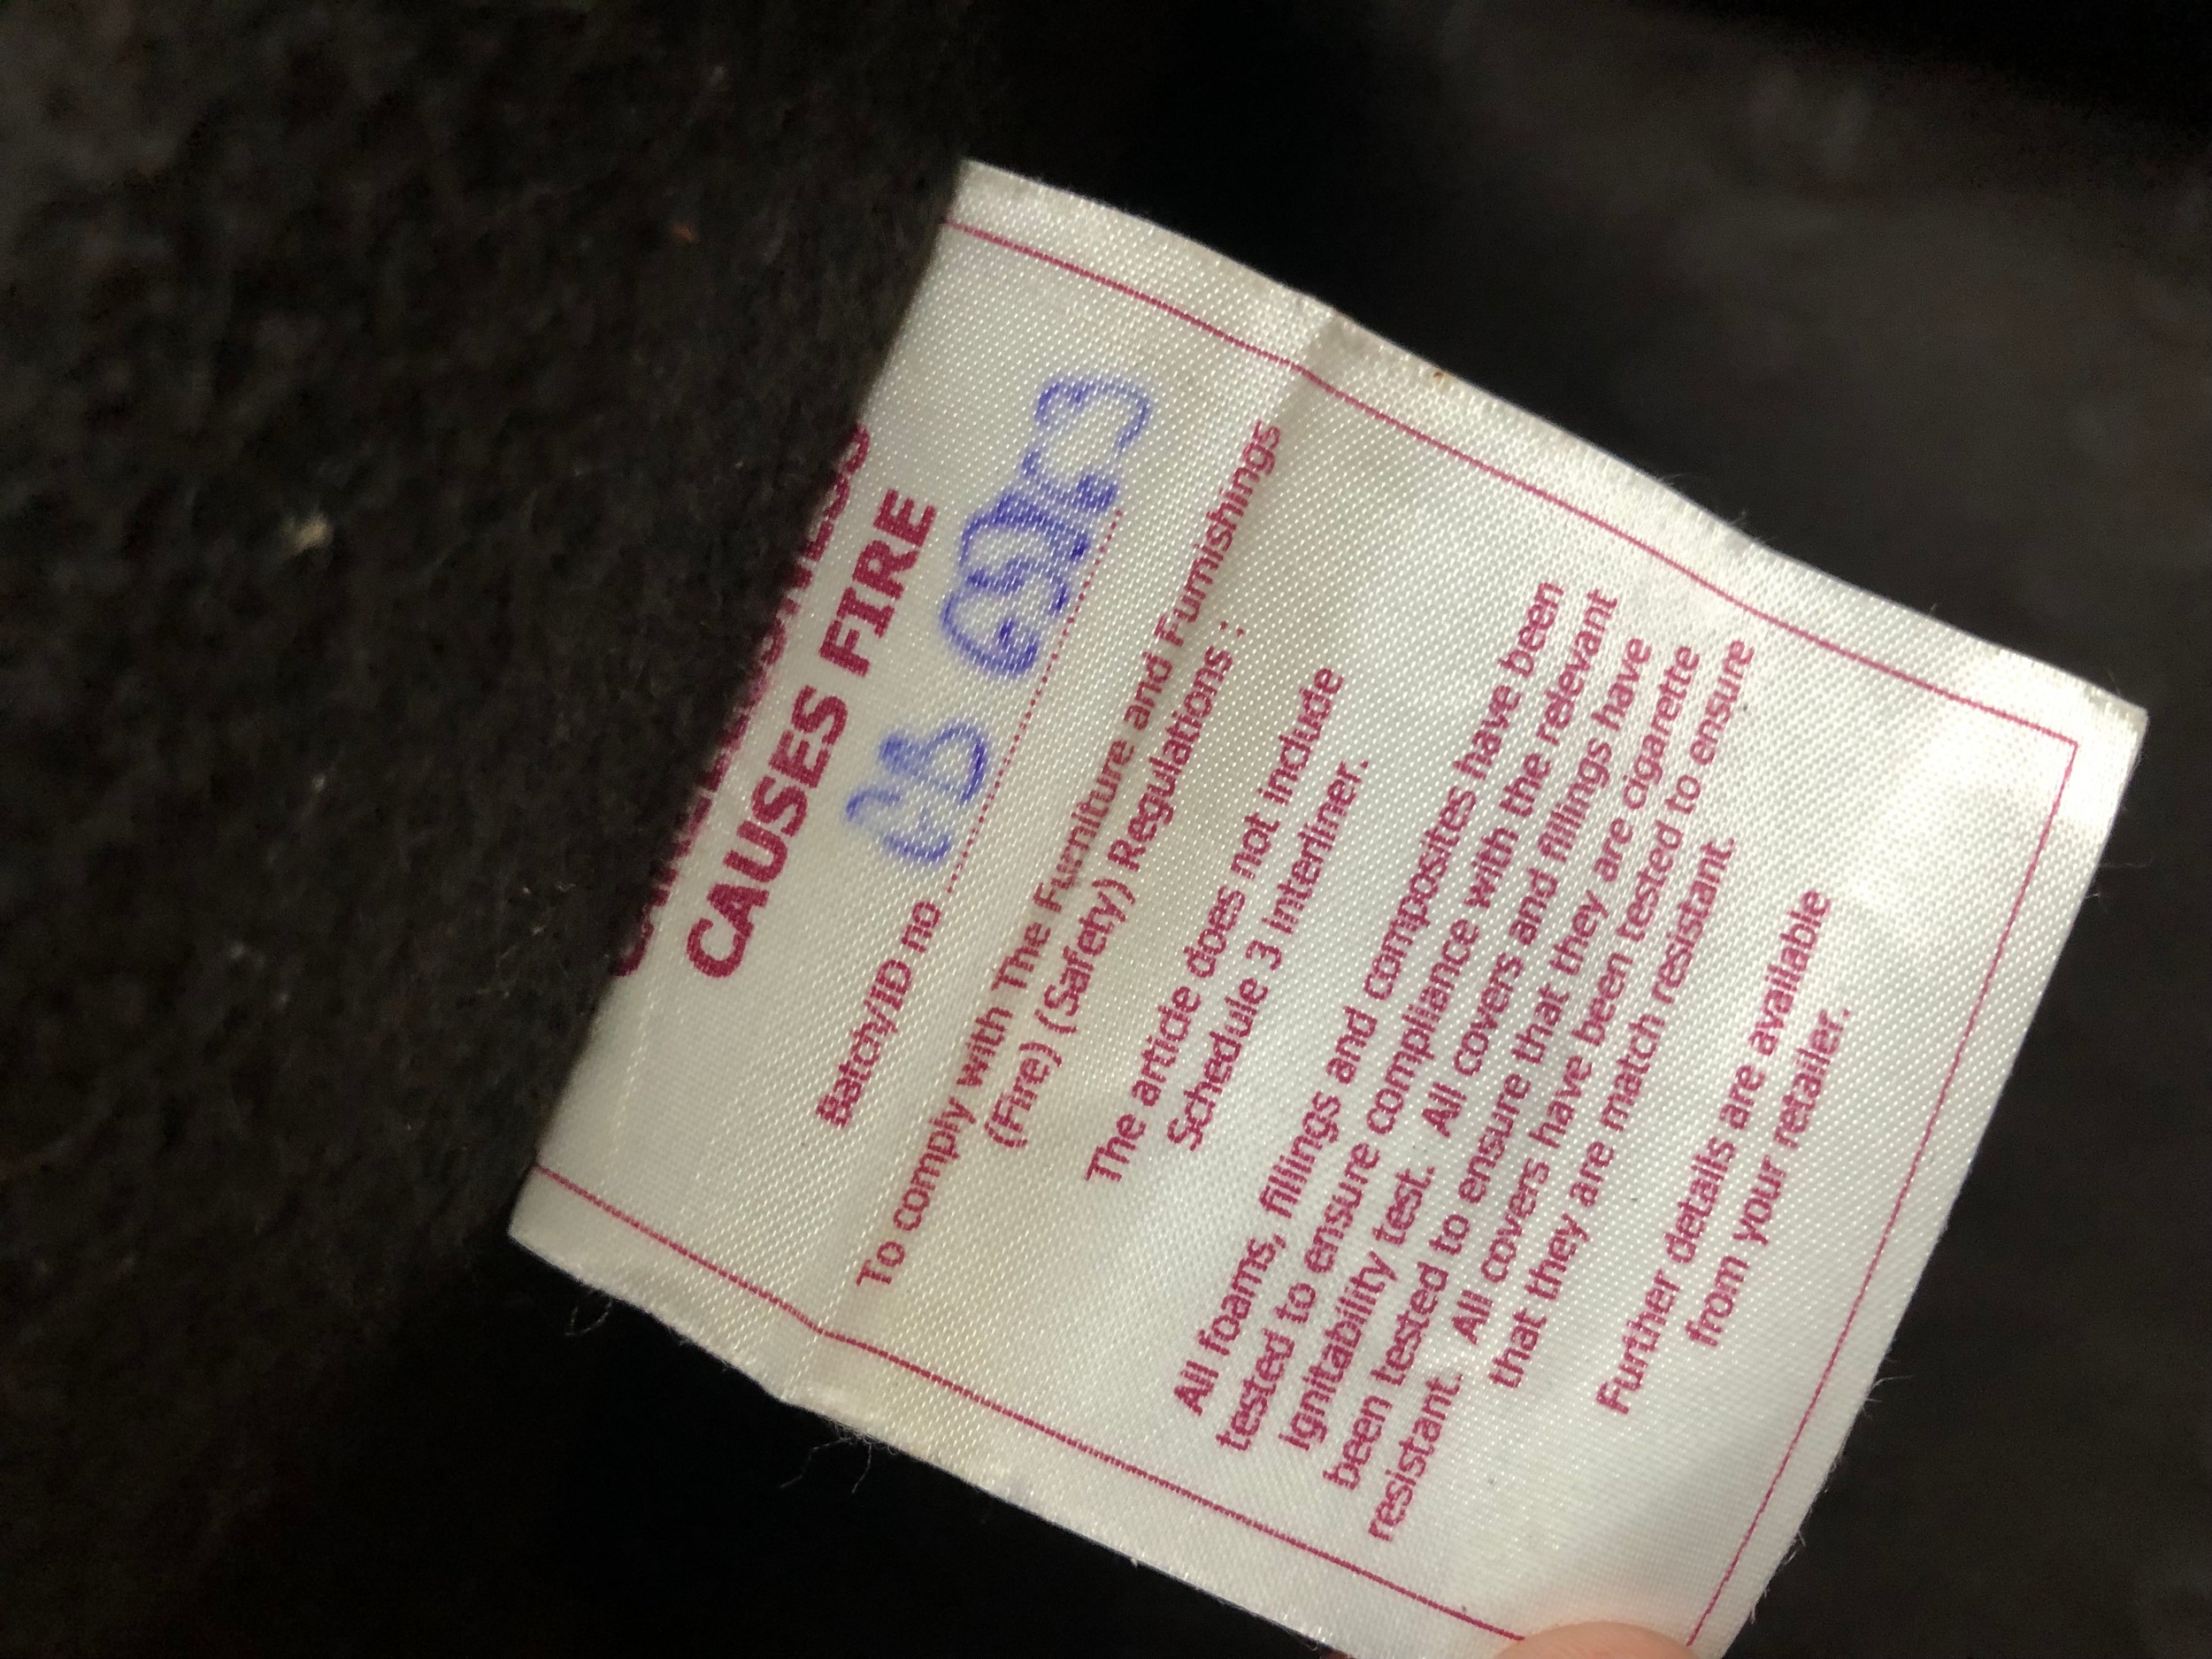 CARELESSNESS
CAUSES FIRE
Batch/ID no
To comply with The Furniture and Furnishings
(Fire) (Safety) Regulations :
The article does not include
Schedule 3 interliner.
All foams, fillings and composites have been
tested to ensure compliance with the relevant
ignitability test. All covers and fillings have
been tested to ensure that they are cigarette
resistant. All covers have been tested to ensure
that they are match resistant.
Further details are available
from your retailer.